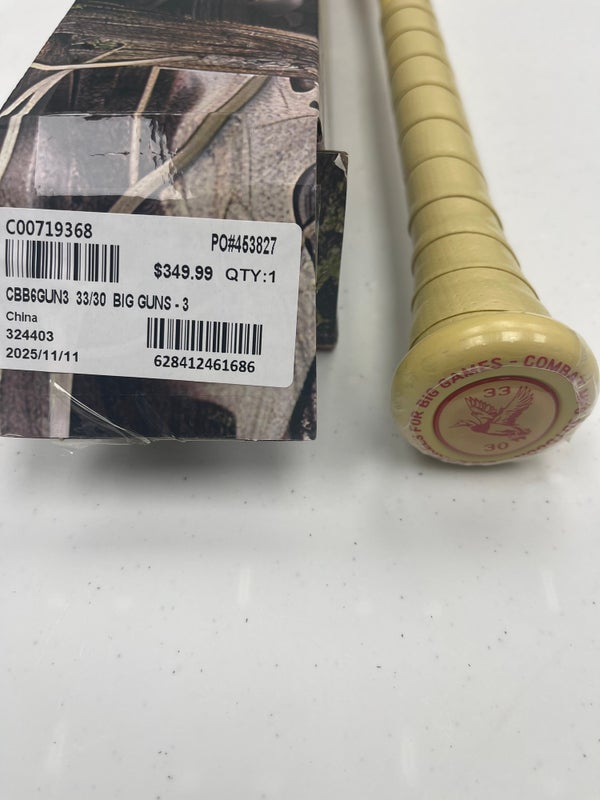 C00719368
PO#453827
$349.99 QTY:1
CBB6GUN3 33/30 BIG GUNS - 3
China
324403
2025/11/11
628412461686
FOR BIG GAMES - COMBAT
33
30